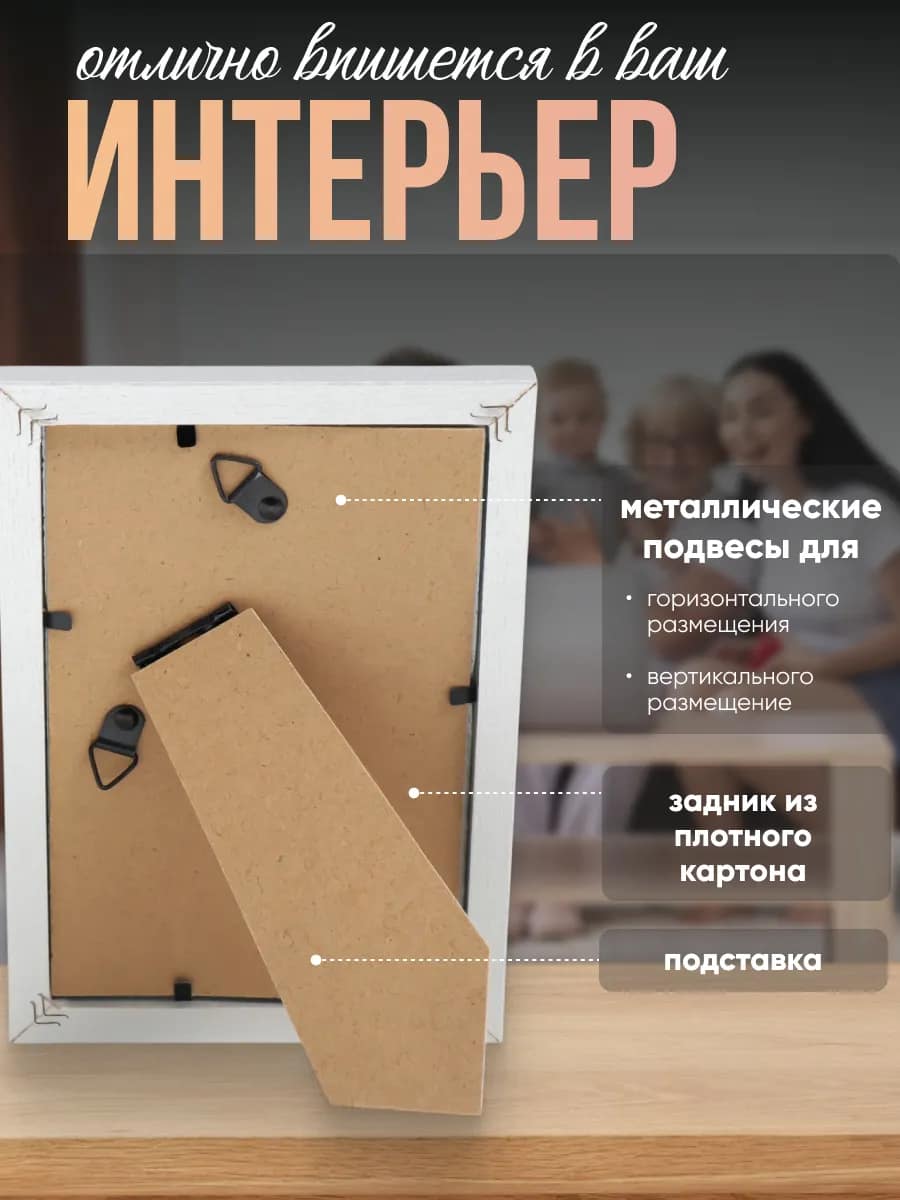 отлично впишется в ваш
ИНТЕРЬЕР
металлические
подвесы для
• горизонтального
размещения
• вертикального
размещение
задник из
плотного
картона
подставка